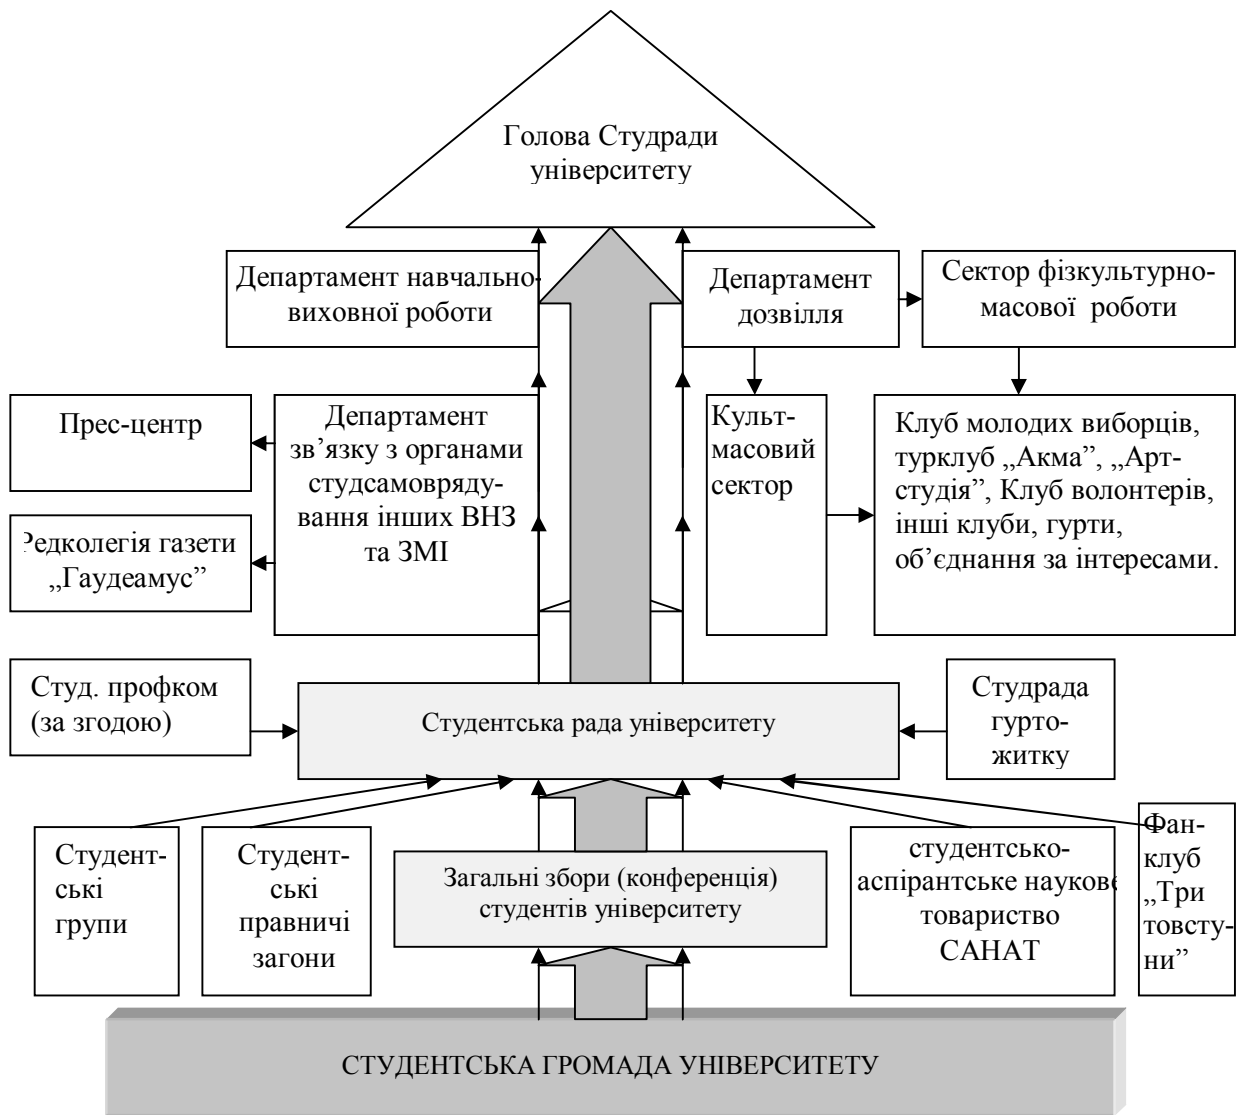 Голова Студради
університету
Департамент навчально-
виховної роботи
Департамент
дозвілля
Сектор фізкультурно-
масової роботи
Прес-центр
Департамент
зв’язку з органами
студсамовряду-
вання інших ВНЗ
та ЗМІ
Культ-
масовий
сектор
Клуб молодих виборців,
турклуб „Акма”, „Арт-
студія”, Клуб волонтерів,
інші клуби, гурти,
об’єднання за інтересами.
Редколегія газети
„Гаудеамус”
Студ. профком
(за згодою)
Студентська рада університету
Студрада
гурто-
житку
Студент-
ські
групи
Студент-
ські
правничі
загони
Загальні збори (конференція)
студентів університету
студентсько-
аспірантське наукове
товариство
САНАТ
Фан-
клуб
„Три
товсту-
ни”
СТУДЕНТСЬКА ГРОМАДА УНІВЕРСИТЕТУ